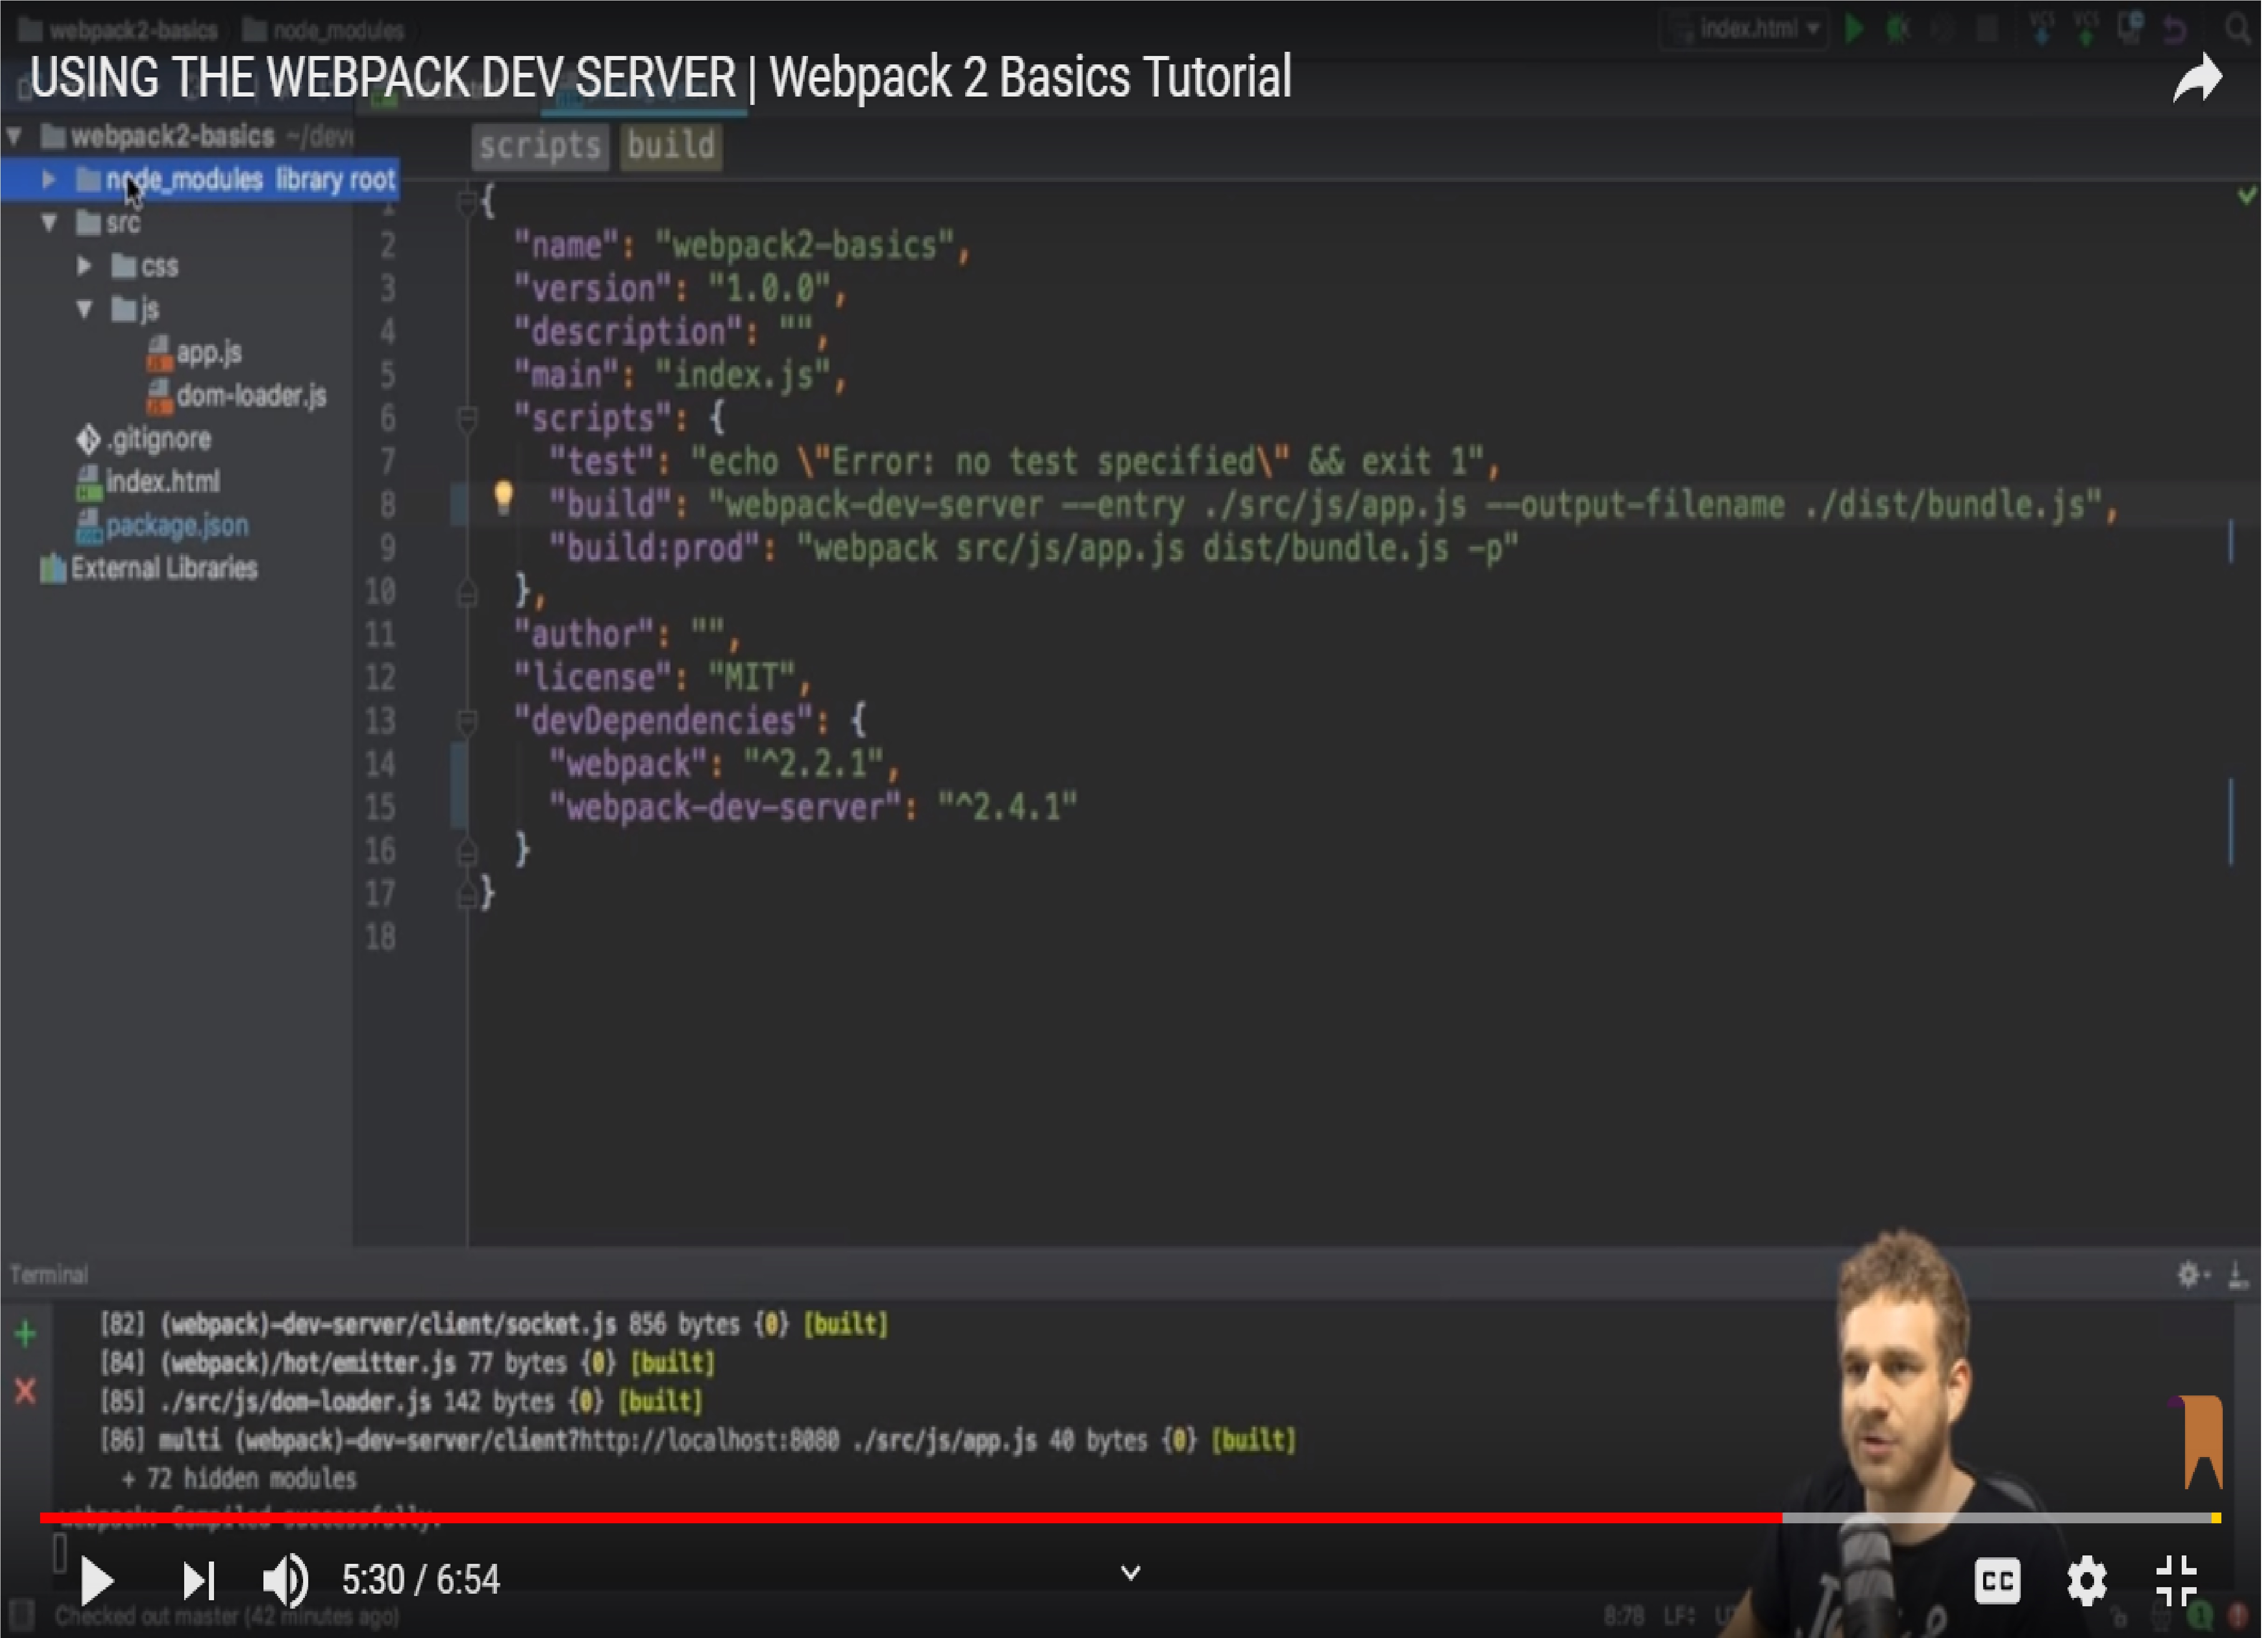 webpack2-basics node_modules index.html VCS VCS
USING THE WEBPACK DEV SERVER | Webpack 2 Basics Tutorial
webpack2-basics ~/dev
node_modules library root
src
css
js
app.js
dom-loader.js
.gitignore
index.html
package.json
External Libraries
scripts build
1 {
2 "name": "webpack2-basics",
3 "version": "1.0.0",
4 "description": "",
5 "main": "index.js",
6 "scripts": {
7 "test": "echo \"Error: no test specified\" && exit 1",
8 "build": "webpack-dev-server --entry ./src/js/app.js --output-filename ./dist/bundle.js",
9 "build:prod": "webpack src/js/app.js dist/bundle.js -p"
10 },
11 "author": "",
12 "license": "MIT",
13 "devDependencies": {
14 "webpack": "^2.2.1",
15 "webpack-dev-server": "^2.4.1"
16 }
17 }
18
Terminal
[82] (webpack)-dev-server/client/socket.js 856 bytes {0} [built]
[84] (webpack)/hot/emitter.js 77 bytes {0} [built]
[85] ./src/js/dom-loader.js 142 bytes {0} [built]
[86] multi (webpack)-dev-server/client?http://localhost:8080 ./src/js/app.js 40 bytes {0} [built]
+ 72 hidden modules
webpack: Compiled successfully.
5:30 / 6:54 CC
Checked out master (42 minutes ago) 8:78 LF: 1